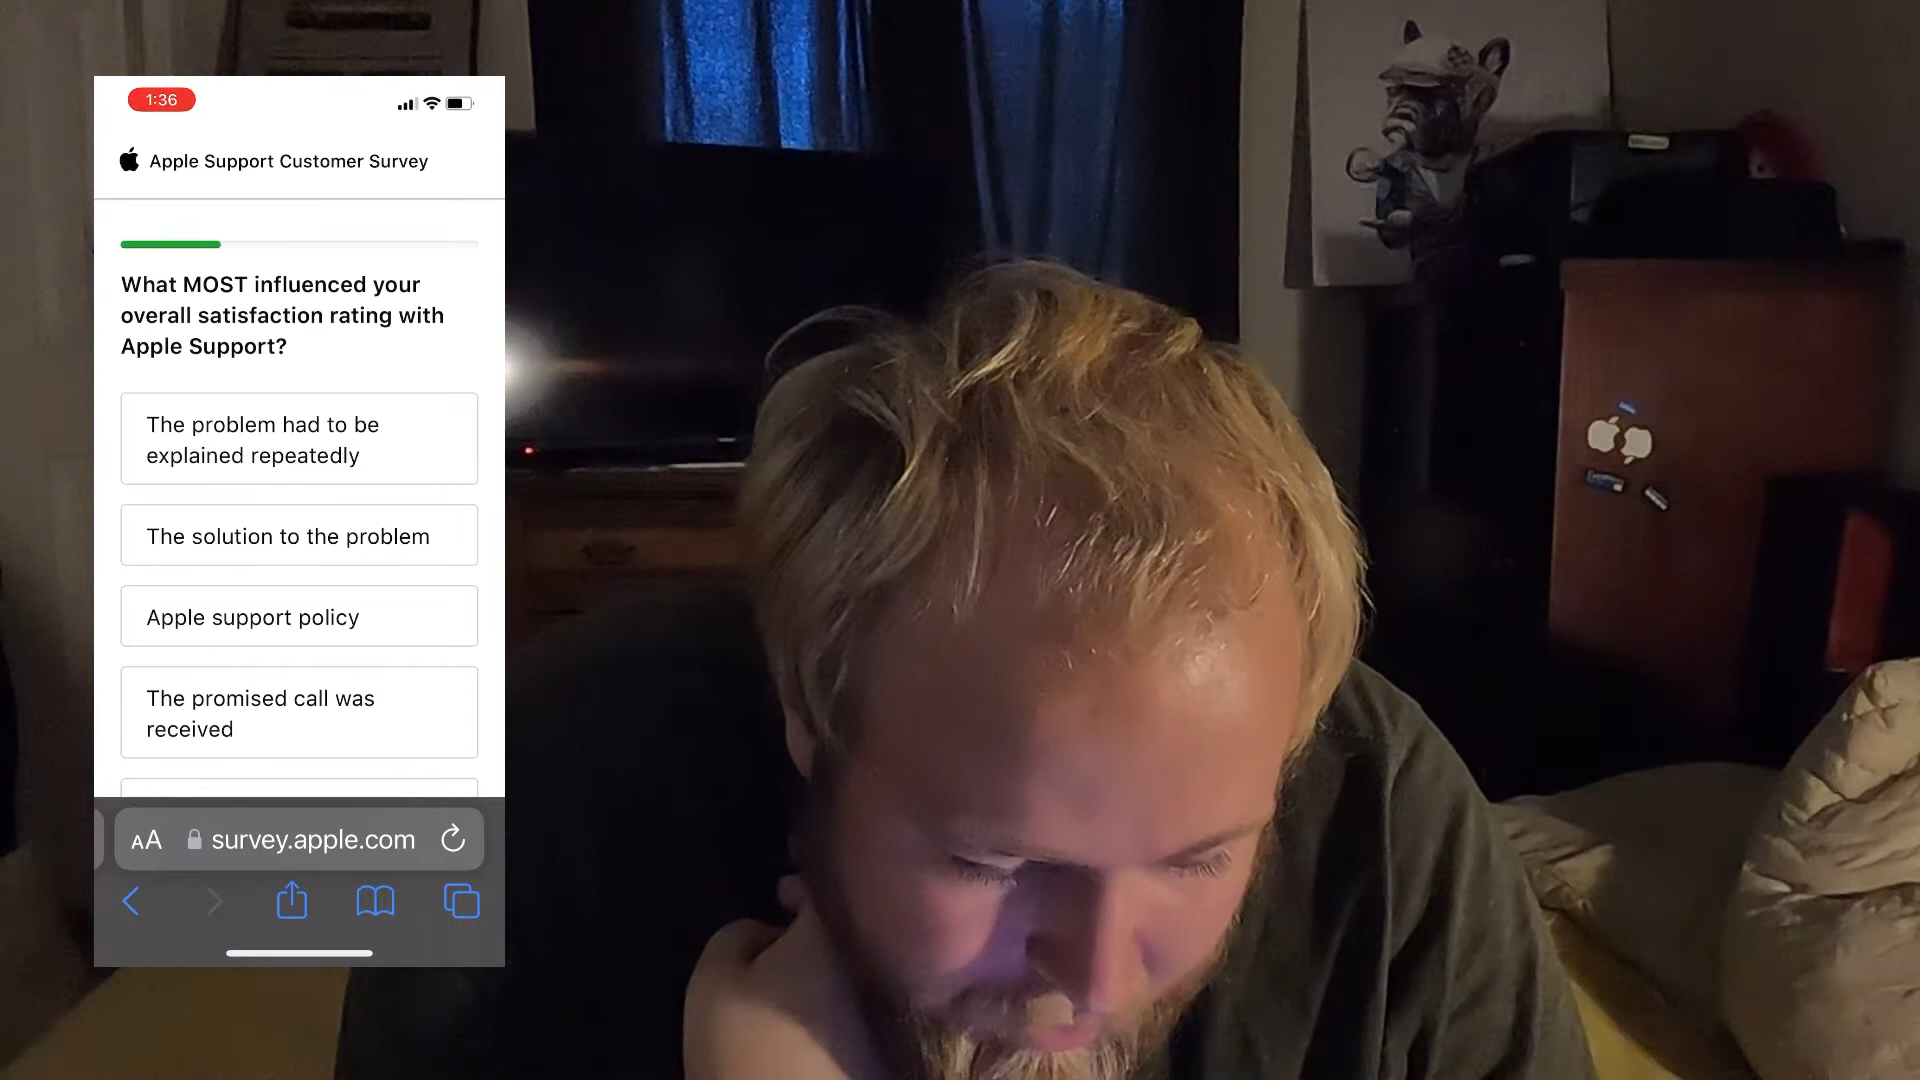 1:36
Apple Support Customer Survey
What MOST influenced your
overall satisfaction rating with
Apple Support?
The problem had to be
explained repeatedly
The solution to the problem
Apple support policy
The promised call was
received
AA survey.apple.com